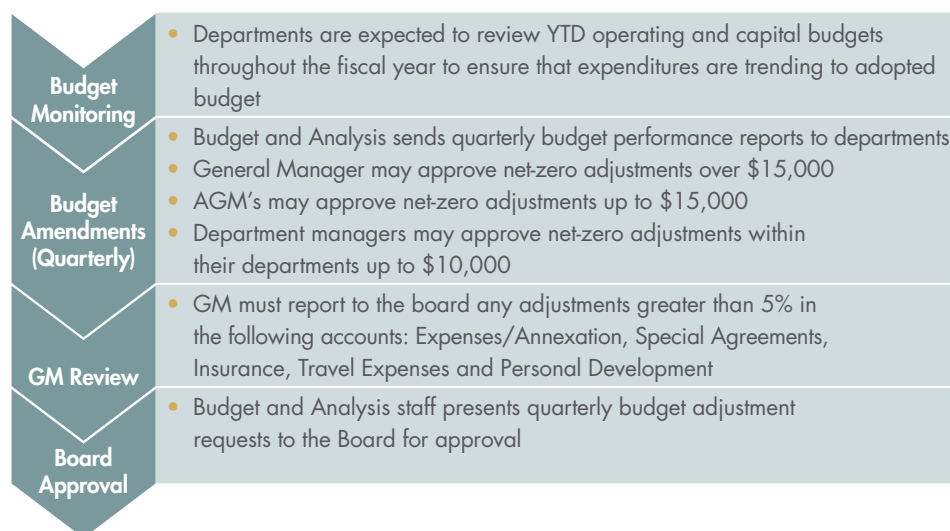 Budget
Monitoring
• Departments are expected to review YTD operating and capital budgets
throughout the fiscal year to ensure that expenditures are trending to adopted
budget
Budget
Amendments
(Quarterly)
• Budget and Analysis sends quarterly budget performance reports to departments
• General Manager may approve net-zero adjustments over $15,000
• AGM's may approve net-zero adjustments up to $15,000
• Department managers may approve net-zero adjustments within
their departments up to $10,000
GM Review
• GM must report to the board any adjustments greater than 5% in
the following accounts: Expenses/Annexation, Special Agreements,
Insurance, Travel Expenses and Personal Development
Board
Approval
• Budget and Analysis staff presents quarterly budget adjustment
requests to the Board for approval